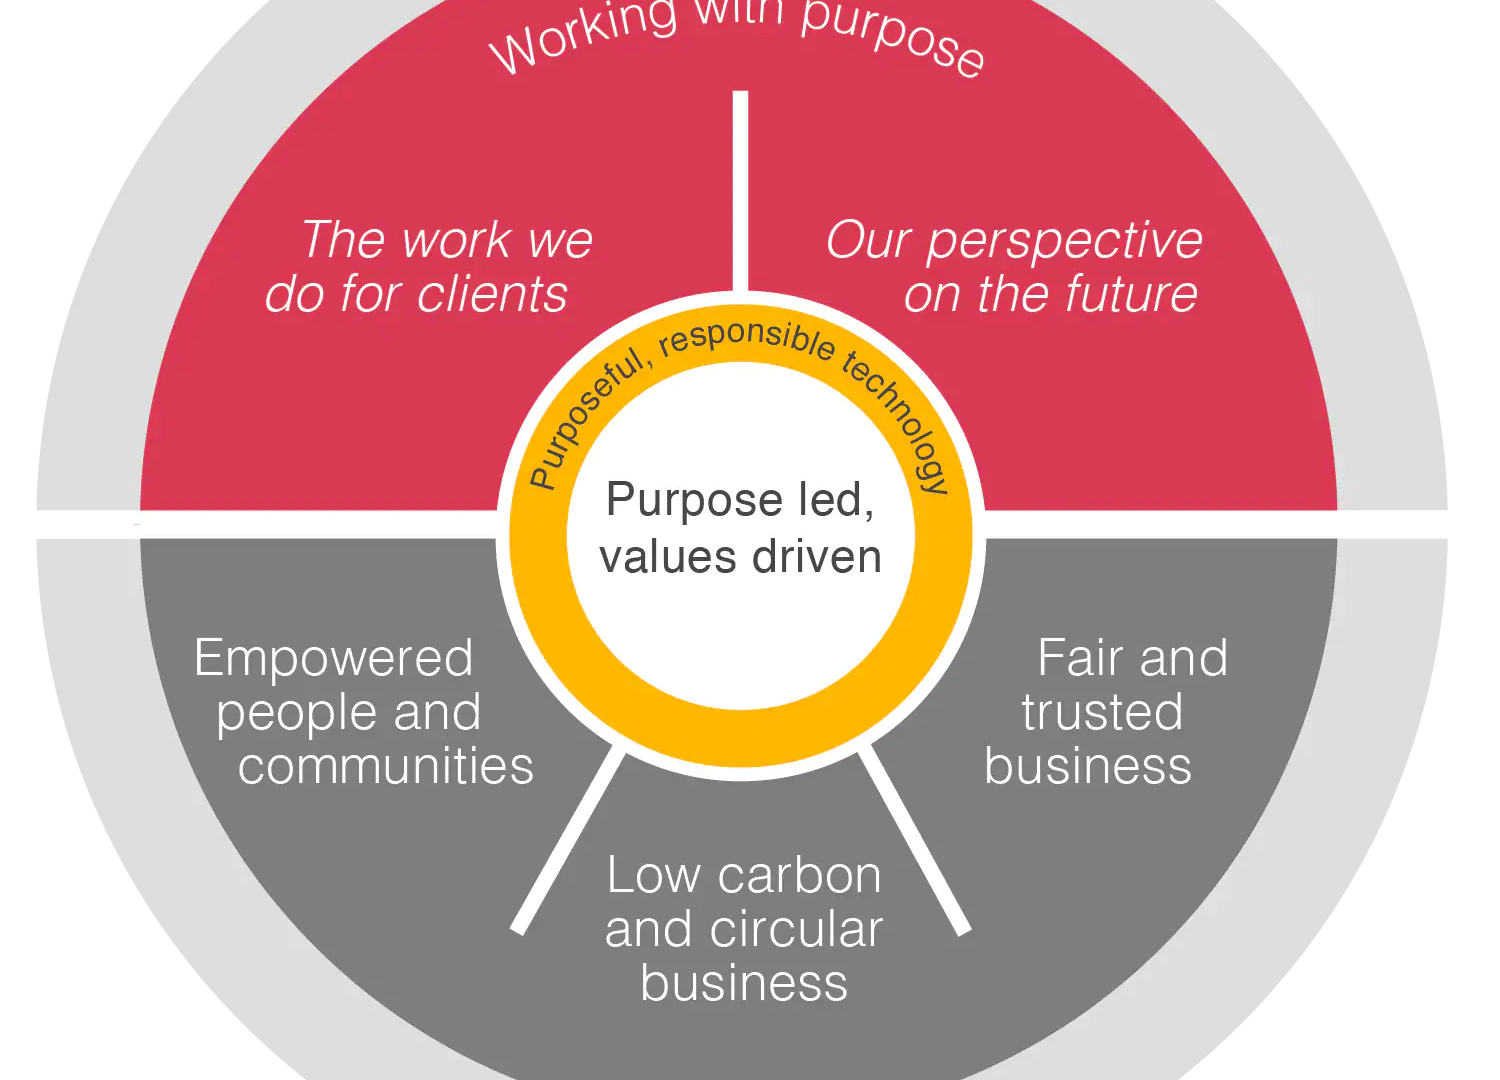 Working with purpose
The work we
do for clients
Our perspective
on the future
Purposeful, responsible technology
Purpose led,
values driven
Empowered
people and
communities
Fair and
trusted
business
Low carbon
and circular
business